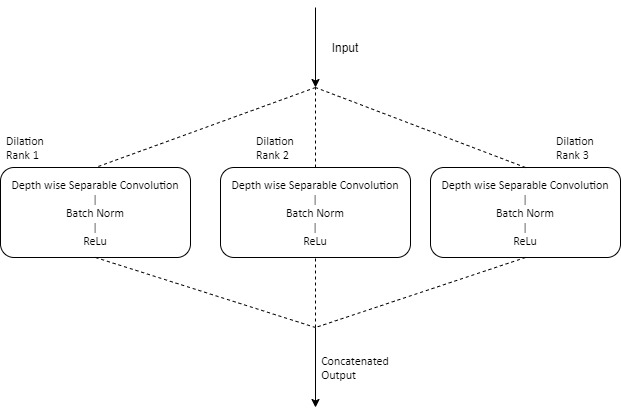 Input
Dilation
Rank 1
Dilation
Rank 2
Dilation
Rank 3
Depth wise Separable Convolution
|
Batch Norm
|
ReLu
Depth wise Separable Convolution
|
Batch Norm
|
ReLu
Depth wise Separable Convolution
|
Batch Norm
|
ReLu
Concatenated
Output